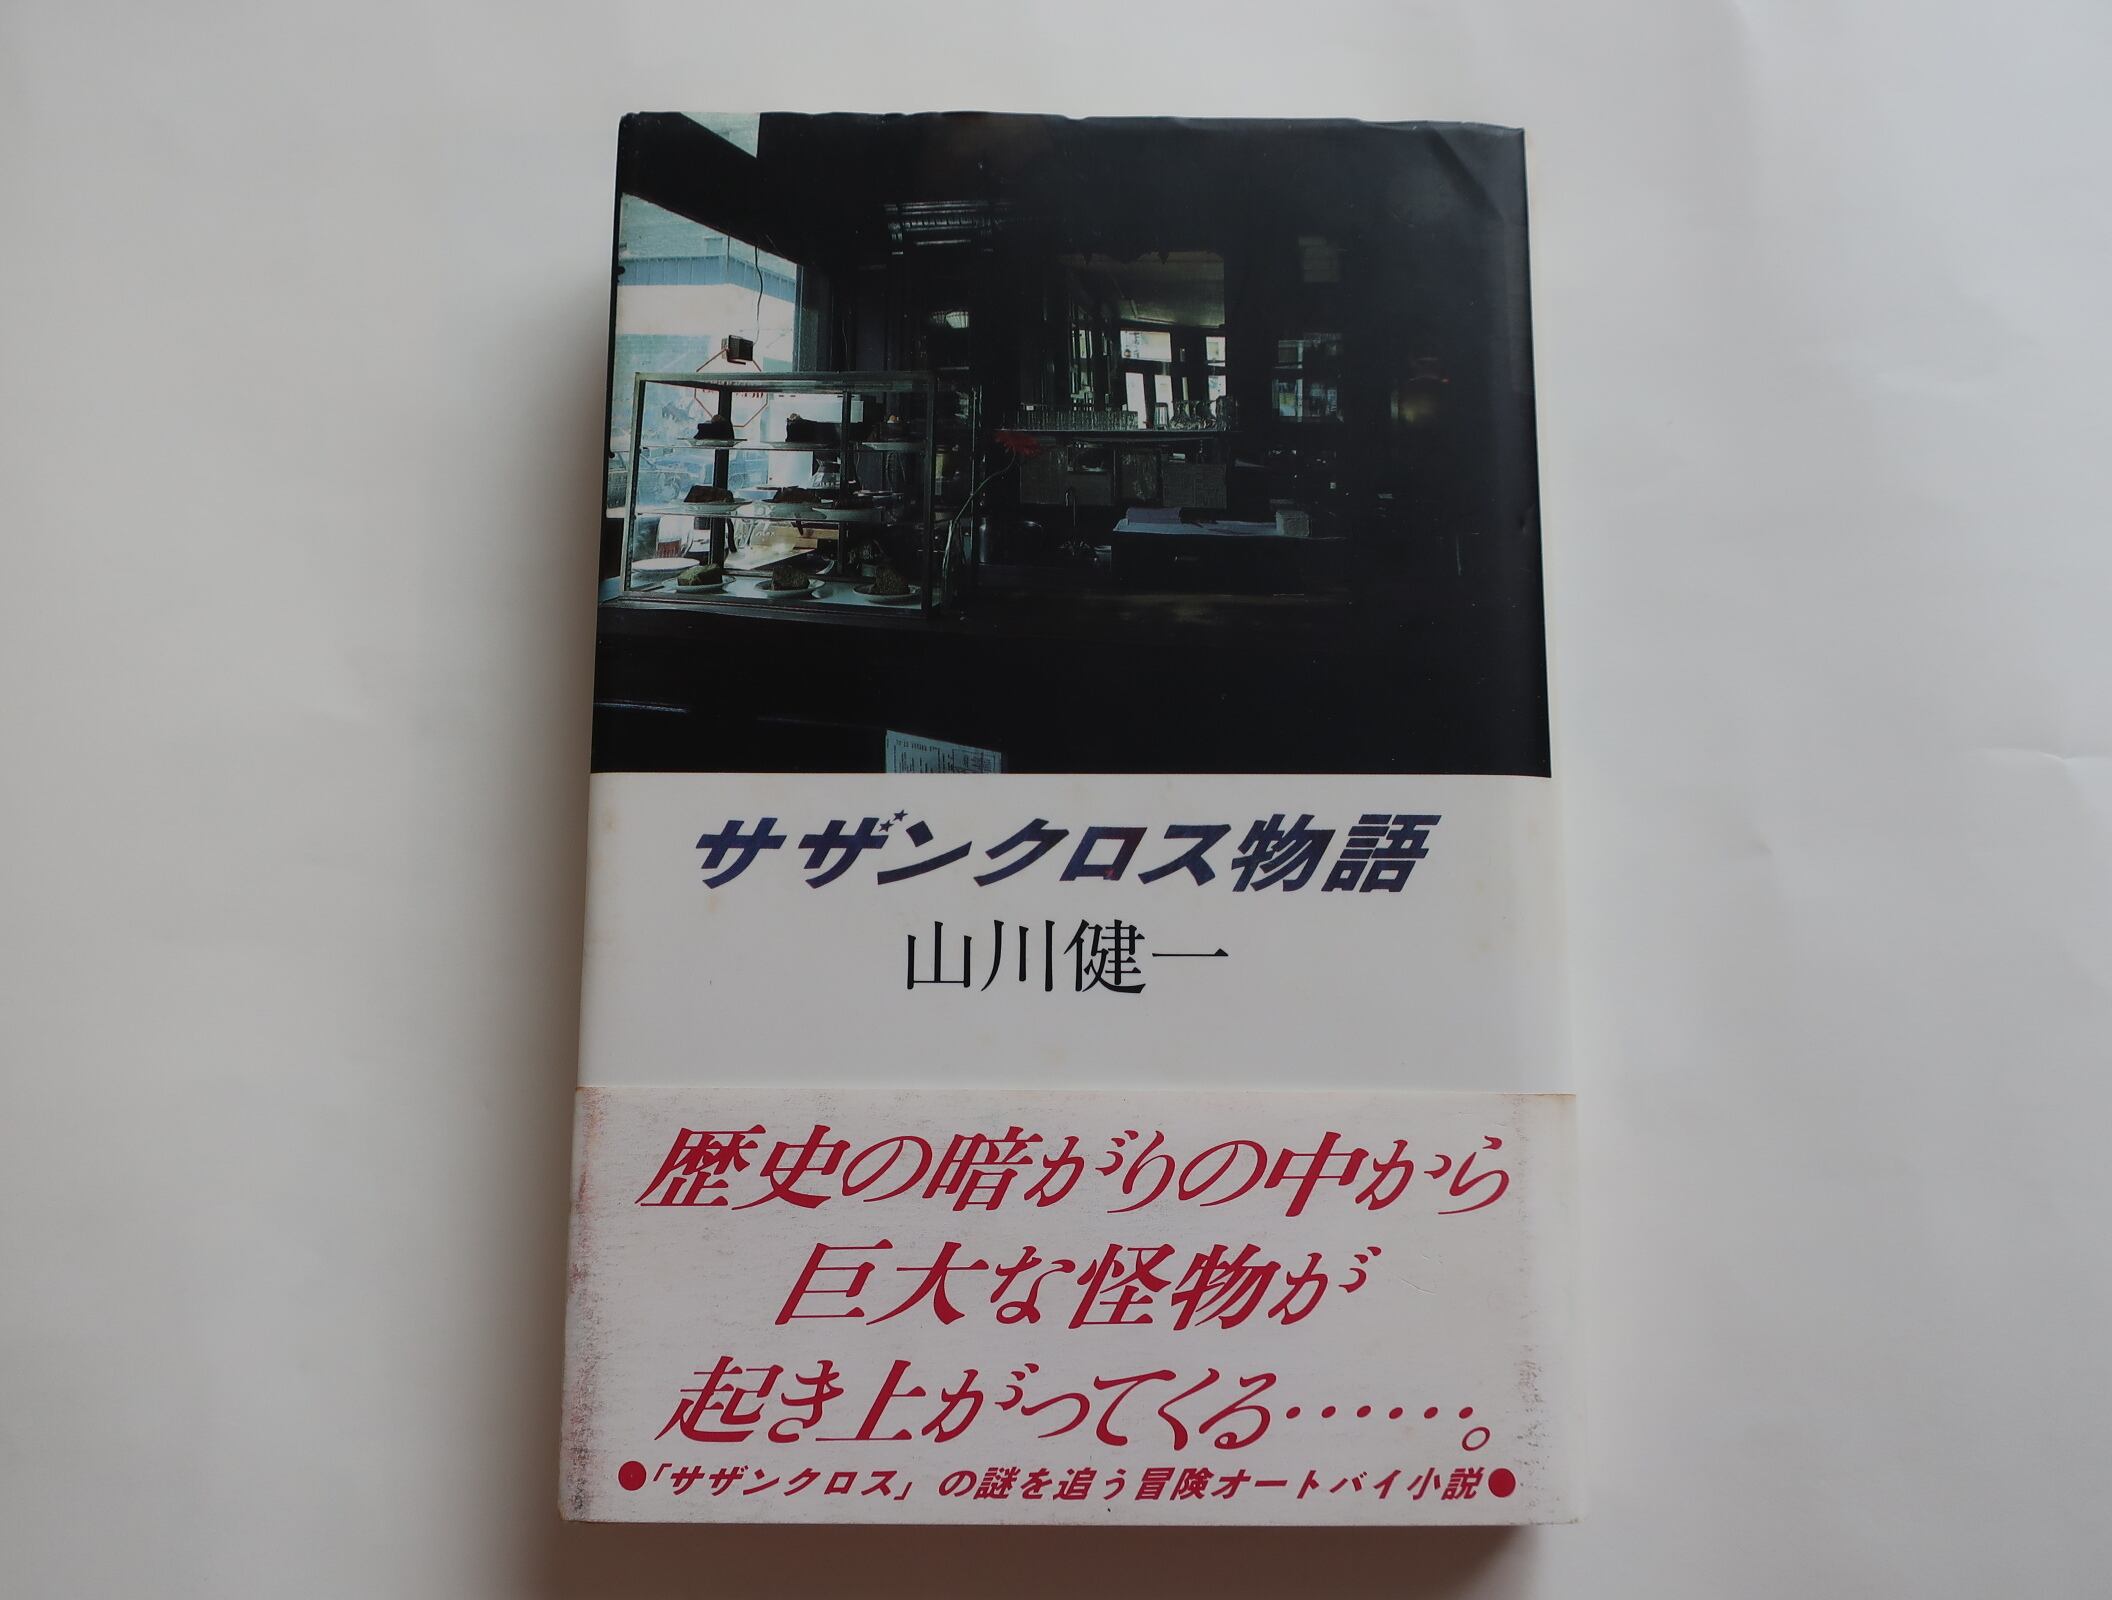 サザンクロス物語
山川健一
歴史の暗がりの中から
巨大な怪物が
起き上がってくる……。
●「サザンクロス」の謎を追う冒険オートバイ小説●